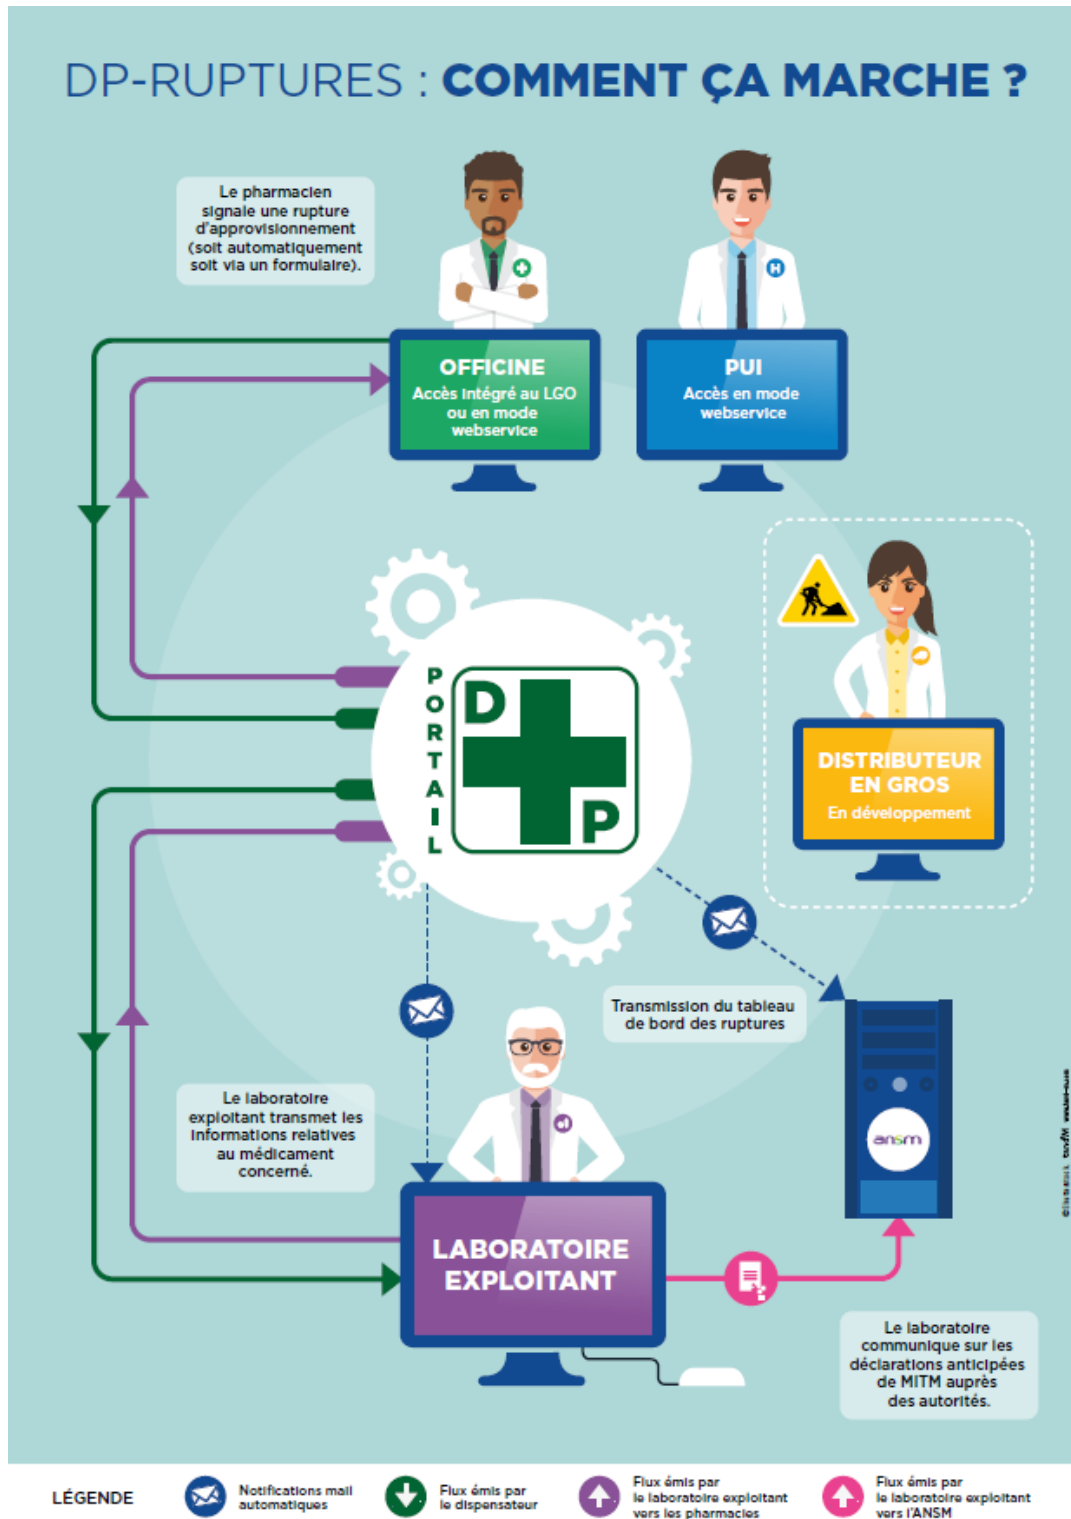 DP-RUPTURES : COMMENT ÇA MARCHE ?
Le pharmacien
signale une rupture
d'approvisionnement
(soit automatiquement
soit via un formulaire).
OFFICINE
Accès intégré au LGO
ou en mode
webservice
H
PUI
Accès en mode
webservice
PORTAIL
D
P
DISTRIBUTEUR
EN GROS
En développement
Transmission du tableau
de bord des ruptures
ansm
Le laboratoire
exploitant transmet les
informations relatives
au médicament
concerné.
LABORATOIRE
EXPLOITANT
Le laboratoire
communique sur les
déclarations anticipées
de MITM auprès
des autorités.
LÉGENDE
Notifications mail
automatiques
Flux émis par
le dispensateur
Flux émis par
le laboratoire exploitant
vers les pharmacies
Flux émis par
le laboratoire exploitant
vers l'ANSM